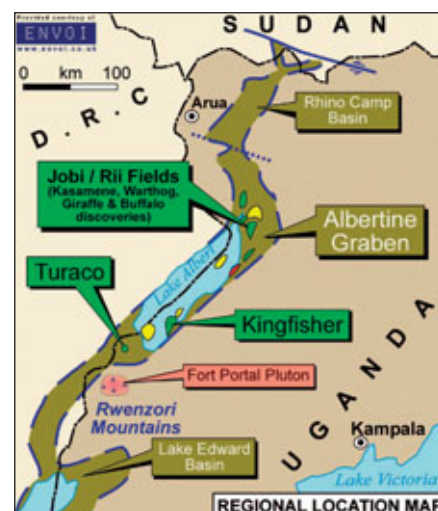 Provided courtesy of
ENVOI
www.envoi.co.uk
SUDAN
0 km 100
D.R.C
Arua
Rhino Camp
Basin
Jobi / Rii Fields
(Kasamene, Warthog,
Giraffe & Buffalo
discoveries)
Albertine
Graben
Lake Albert
Turaco
Kingfisher
Fort Portal Pluton
UGANDA
Rwenzori
Mountains
Kampala
Lake Edward
Basin
Lake Victoria
REGIONAL LOCATION MAP